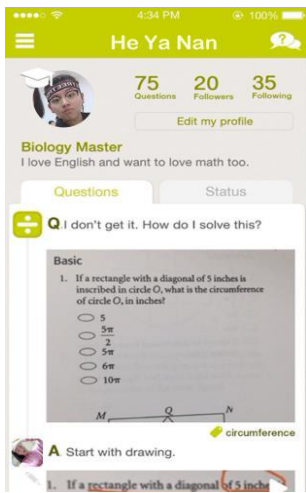 4:34 PM
100%
He Ya Nan
75
20
35
Questions
Followers
Following
Edit my profile
Biology Master
I love English and want to love math too.
Questions
Status
Q.I don't get it. How do I solve this?
Basic
1. If a rectangle with a diagonal of 5 inches is
inscribed in circle O, what is the circumference
of circle O, in inches?
5
5π
2
5π
6π
10π
M
Q
N
circumference
A Start with drawing.
1. If a rectangle with a diagonal of 5 inche